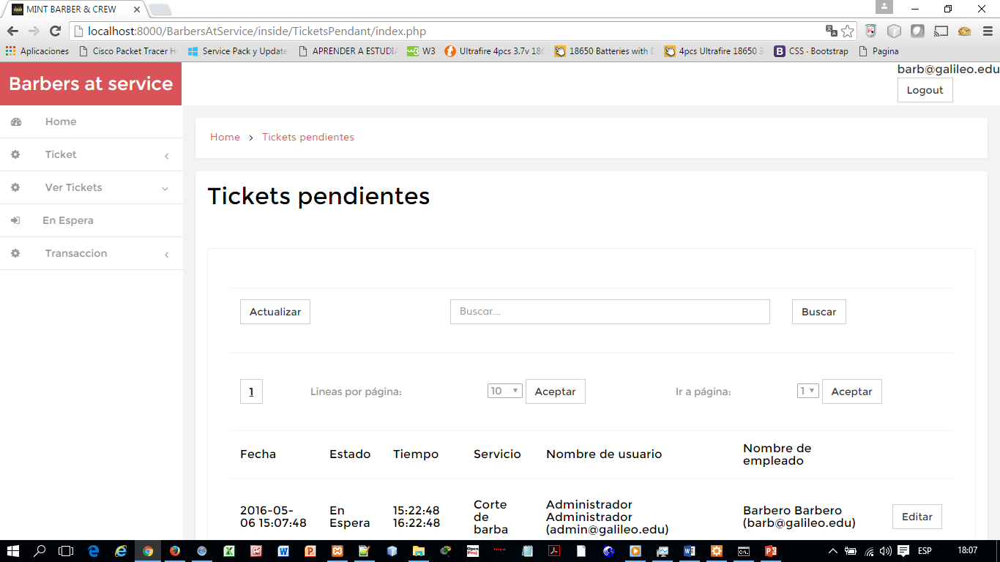 MINT BARBER & CREW
localhost:8000/BarbersAtService/inside/TicketsPendant/index.php
Aplicaciones Cisco Packet Tracer Service Pack y Update APRENDER A ESTUDI W3 Ultrafire 4pcs 3.7v 18650 Batteries with 4pcs Ultrafire 18650 CSS · Bootstrap Pagina
Barbers at service
barb@galileo.edu
Logout
Home
Ticket
Ver Tickets
En Espera
Transaccion
Home > Tickets pendientes
Tickets pendientes
Actualizar Buscar... Buscar
1 Lineas por página: 10 Aceptar Ir a página: 1 Aceptar
Fecha Estado Tiempo Servicio Nombre de usuario Nombre de
empleado
2016-05-
06 15:07:48
En
Espera
15:22:48
16:22:48
Corte
de
barba
Administrador
Administrador
(admin@galileo.edu)
Barbero Barbero
(barb@galileo.edu)
Editar
ESP 18:07